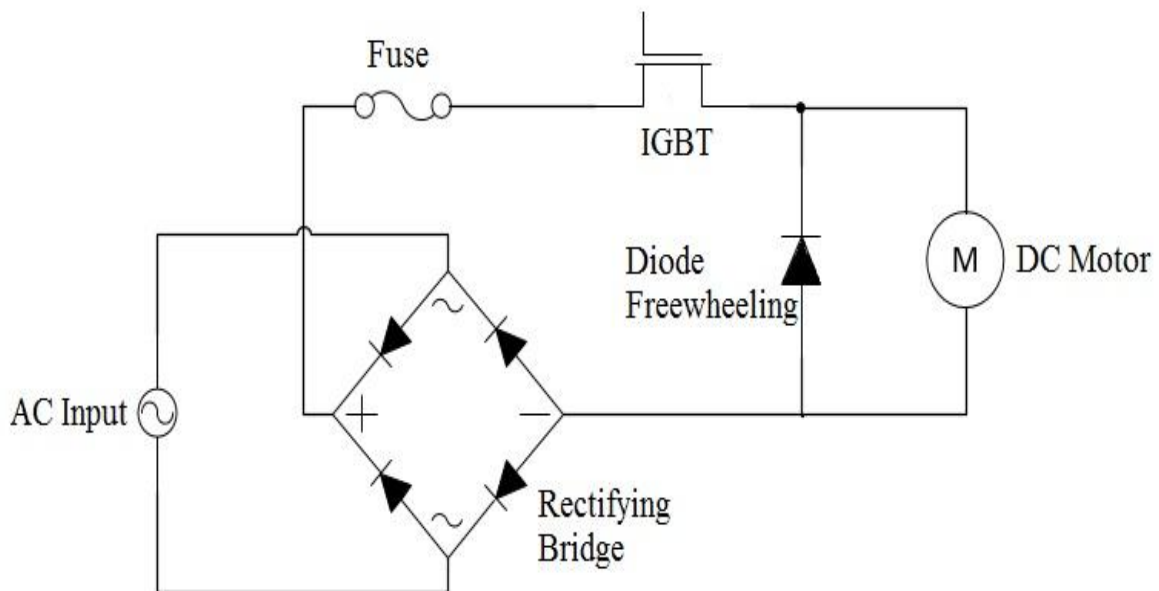 Fuse
IGBT
Diode
Freewheeling
M
DC Motor
AC Input
Rectifying
Bridge